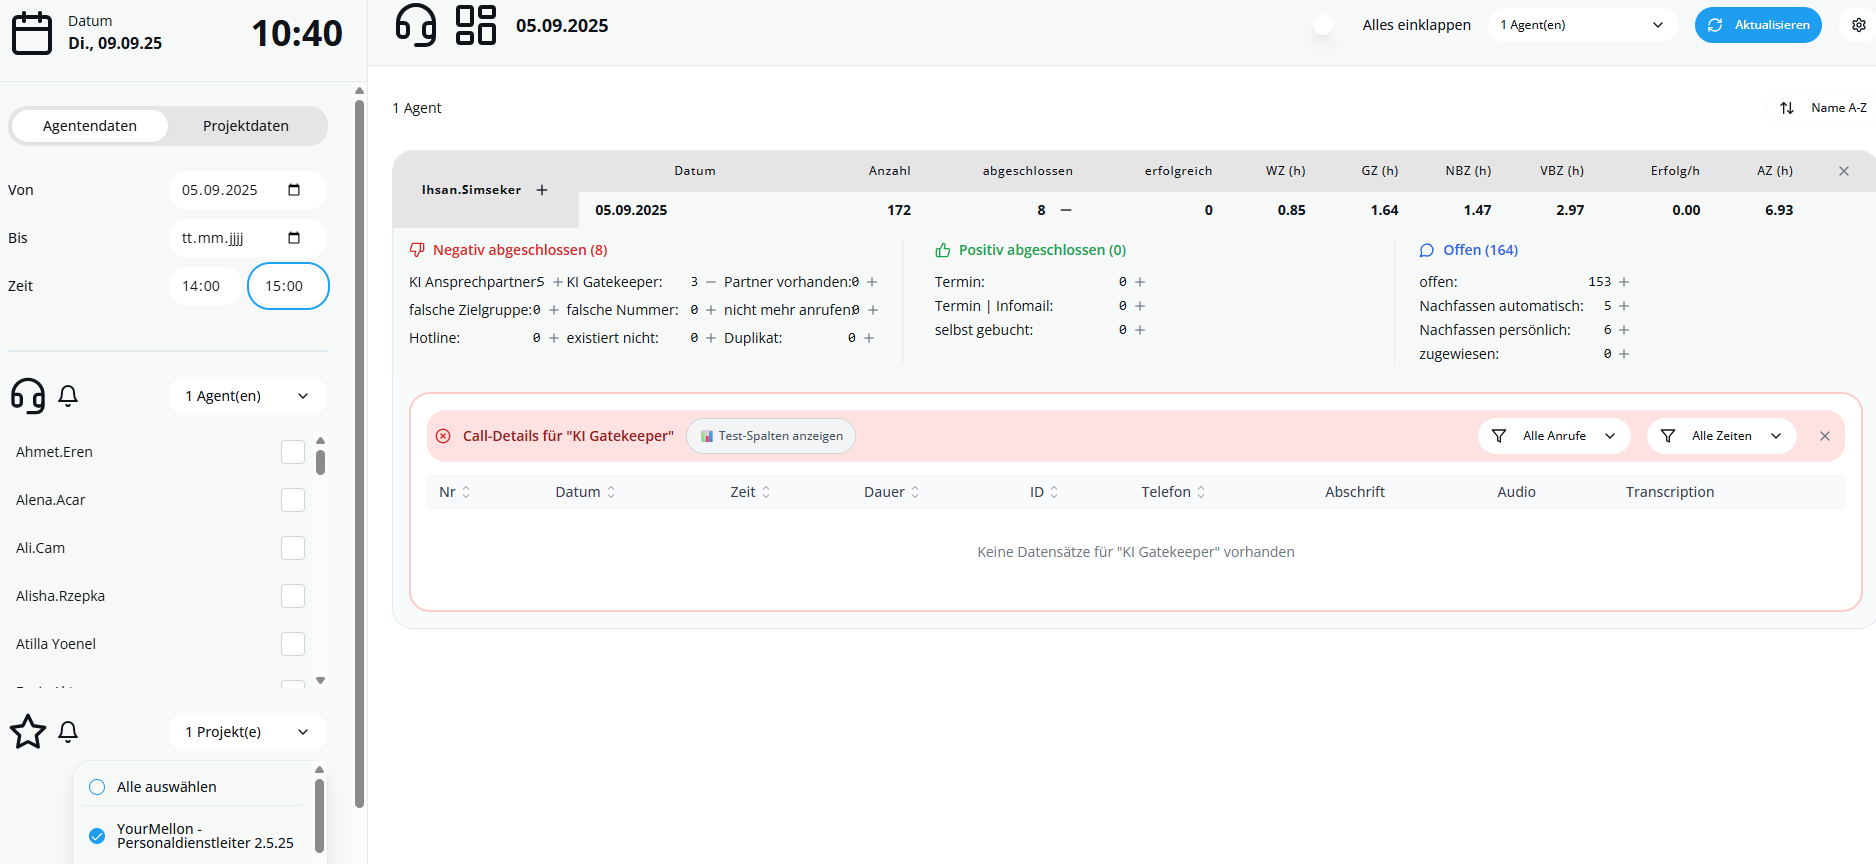 Datum
Di., 09.09.25
10:40
05.09.2025
Alles einklappen
1 Agent(en)
Aktualisieren
Agentendaten
Projektdaten
Von
05.09.2025
Bis
tt.mm.jjjj
Zeit
14:00
15:00
1 Agent(en)
Ahmet.Eren
Alena.Acar
Ali.Cam
Alisha.Rzepka
Atilla Yoenel
1 Projekt(e)
Alle auswählen
YourMellon -
Personaldienstleiter 2.5.25
1 Agent
Name A-Z
Ihsan.Simseker
Datum Anzahl abgeschlossen erfolgreich WZ (h) GZ (h) NBZ (h) VBZ (h) Erfolg/h AZ (h)
05.09.2025 172 8 0 0.85 1.64 1.47 2.97 0.00 6.93
Negativ abgeschlossen (8)
KI Ansprechpartner: 5 KI Gatekeeper: 3 Partner vorhanden: 0
falsche Zielgruppe: 0 falsche Nummer: 0 nicht mehr anrufen: 0
Hotline: 0 existiert nicht: 0 Duplikat: 0
Positiv abgeschlossen (0)
Termin: 0
Termin | Infomail: 0
selbst gebucht: 0
Offen (164)
offen: 153
Nachfassen automatisch: 5
Nachfassen persönlich: 6
zugewiesen: 0
Call-Details für "KI Gatekeeper"
Test-Spalten anzeigen
Alle Anrufe
Alle Zeiten
Nr Datum Zeit Dauer ID Telefon Abschrift Audio Transcription
Keine Datensätze für "KI Gatekeeper" vorhanden